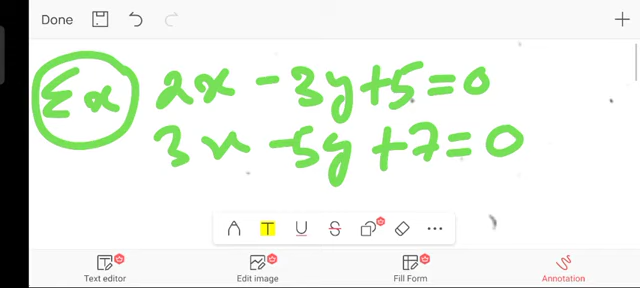 Done
Ex 2x - 3y + 5 = 0
3x - 5y + 7 = 0
Text editor Edit image Fill Form Annotation